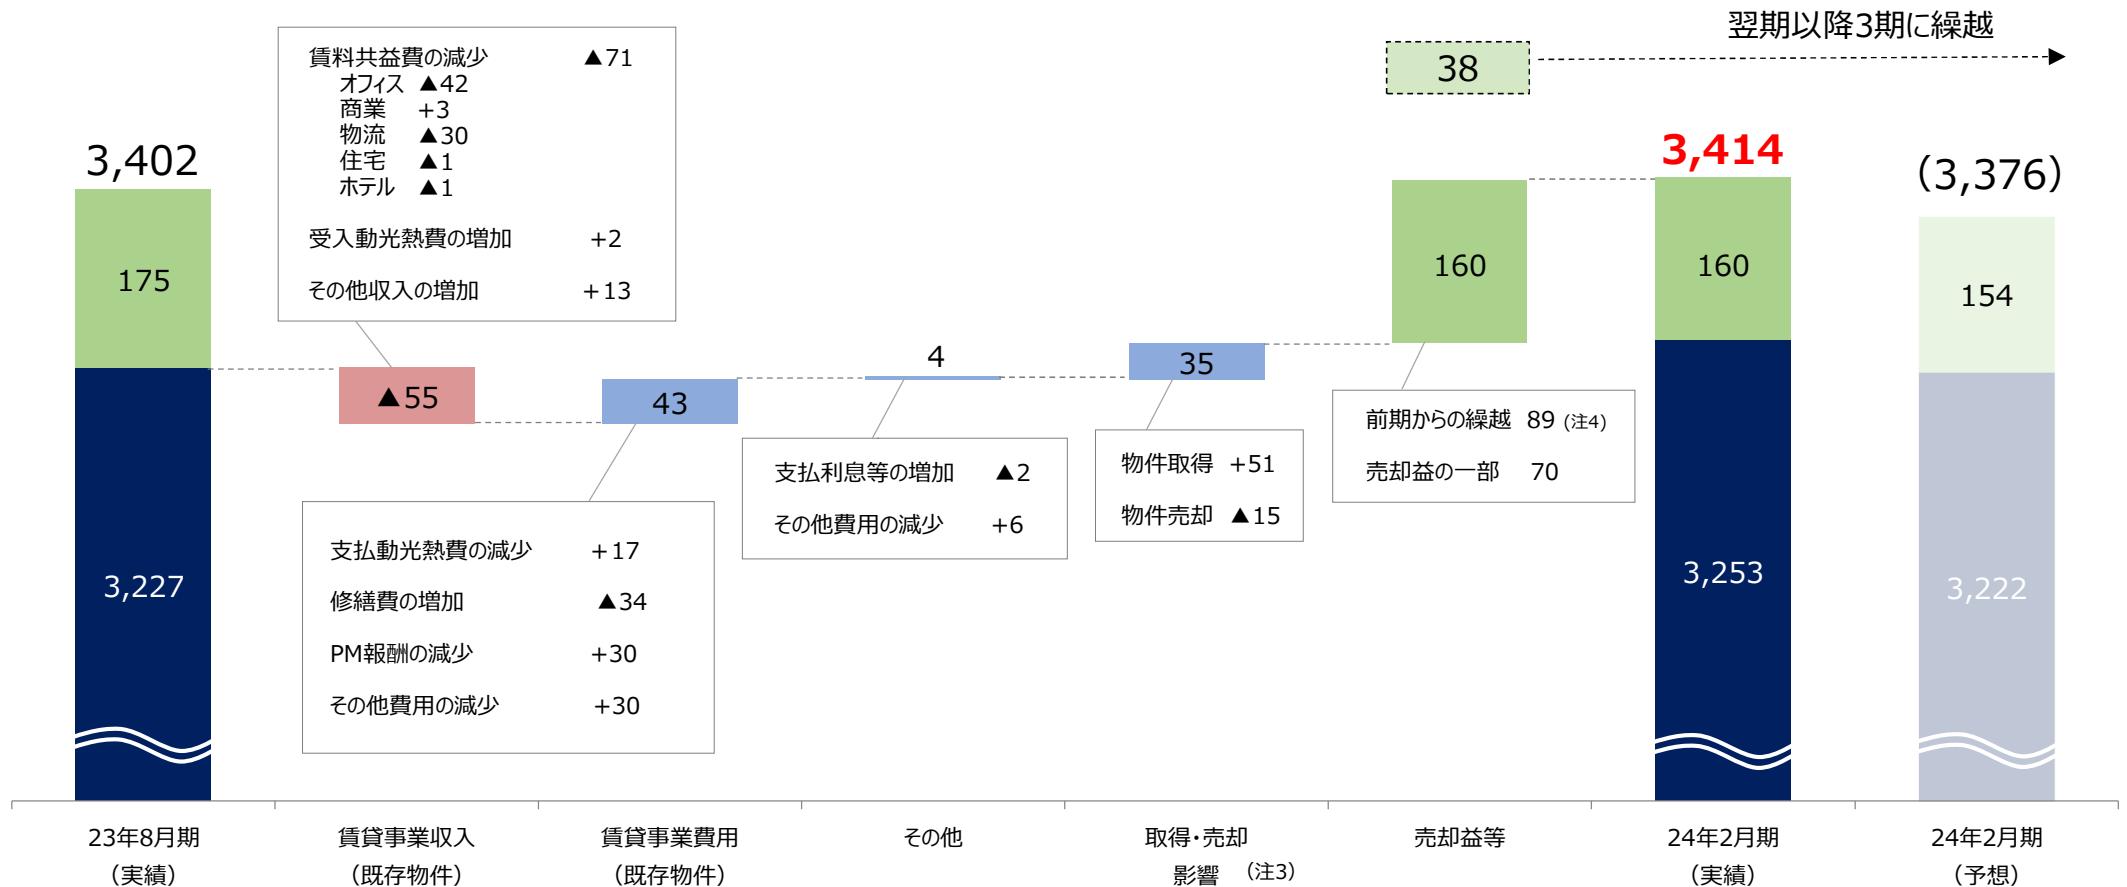 翌期以降3期に繰越
38
賃料共益費の減少 ▲71
オフィス ▲42
商業 +3
物流 ▲30
住宅 ▲1
ホテル ▲1
受入動光熱費の増加 +2
その他収入の増加 +13
3,402
175
3,227
▲55
43
支払動光熱費の減少 +17
修繕費の増加 ▲34
PM報酬の減少 +30
その他費用の減少 +30
4
支払利息等の増加 ▲2
その他費用の減少 +6
35
物件取得 +51
物件売却 ▲15
160
前期からの繰越 89 (注4)
売却益の一部 70
3,414
160
3,253
(3,376)
154
3,222
23年8月期
(実績)
賃貸事業収入
(既存物件)
賃貸事業費用
(既存物件)
その他
取得・売却
影響 (注3)
売却益等
24年2月期
(実績)
24年2月期
(予想)